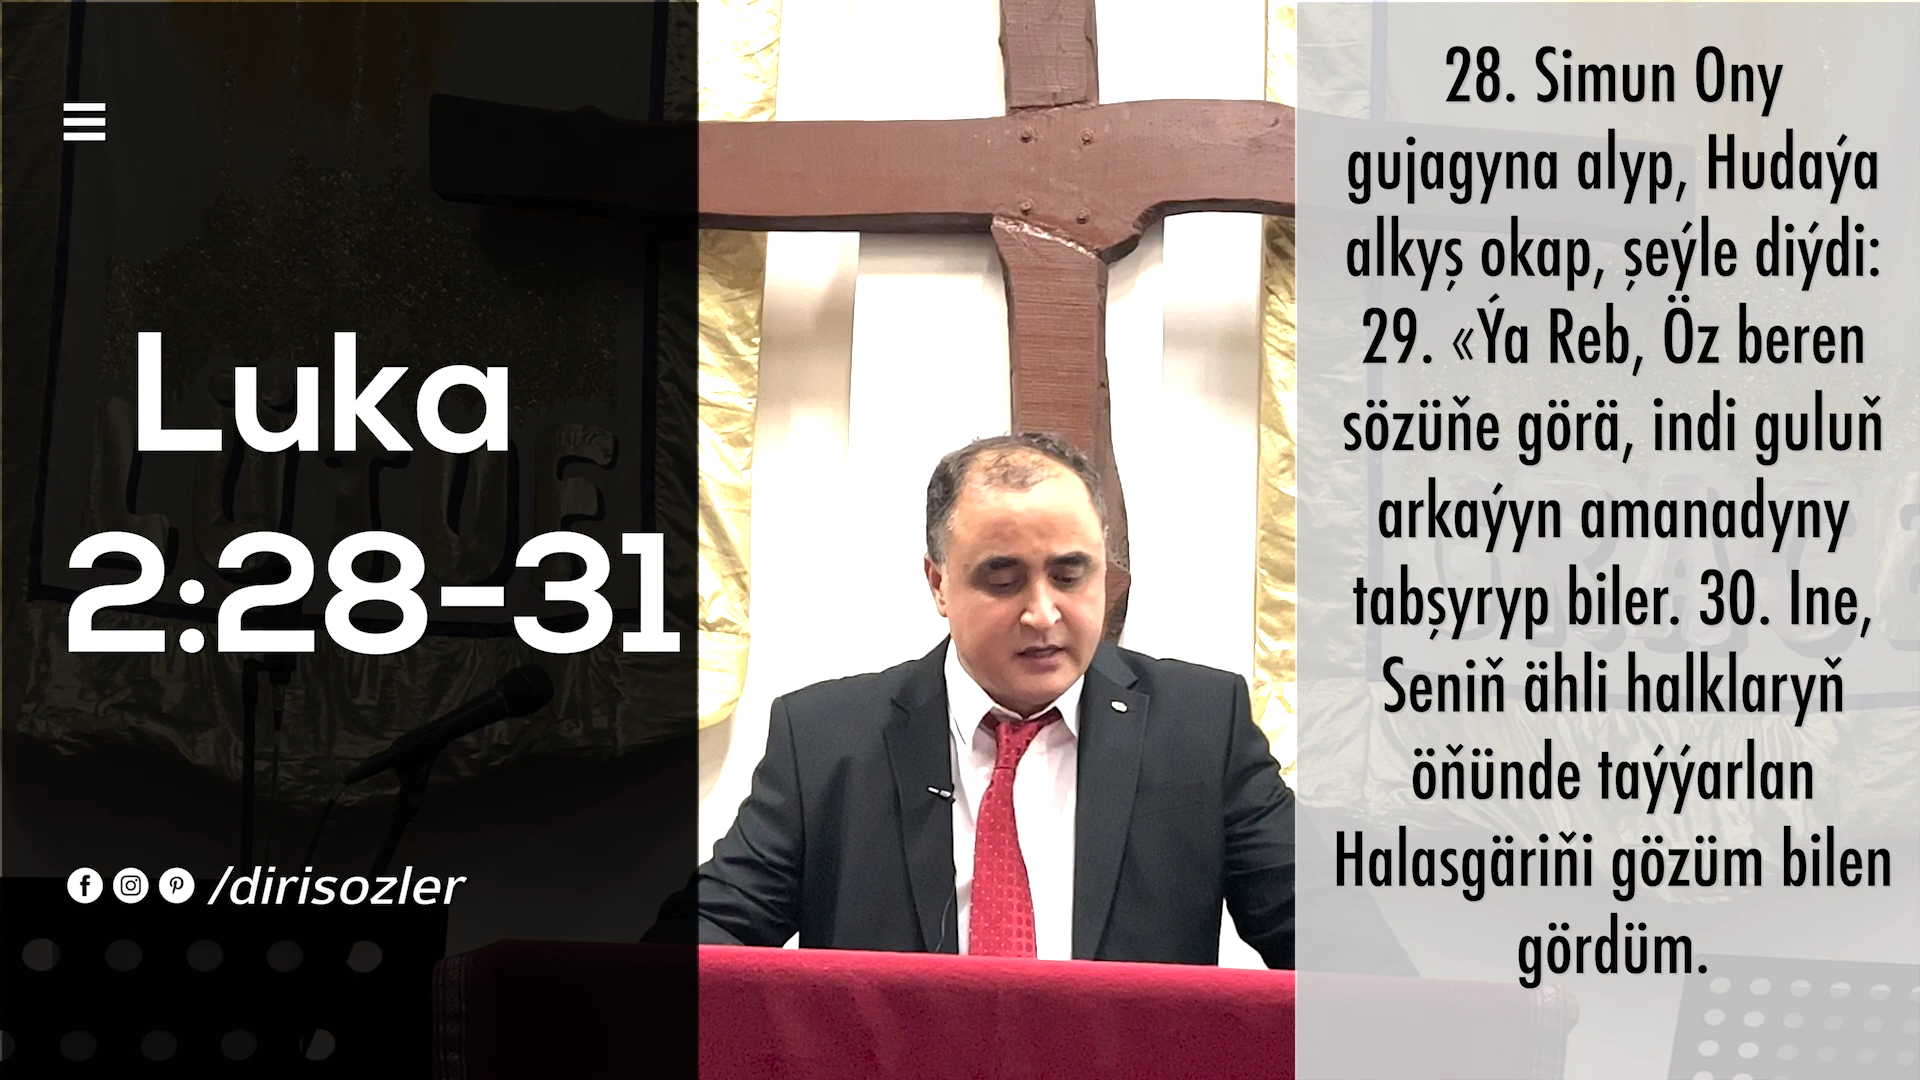 Luka
2:28-31
/dirisozler
28. Simun Ony
gujagyna alyp, Hudaýa
alkyş okap, şeýle diýdi:
29. «Ýa Reb, Öz beren
sözüňe görä, indi guluň
arkaýyn amanadyny
tabşyryp biler. 30. Ine,
Seniň ähli halklaryň
öňünde taýýarlan
Halasgäriňi gözüm bilen
gördüm.